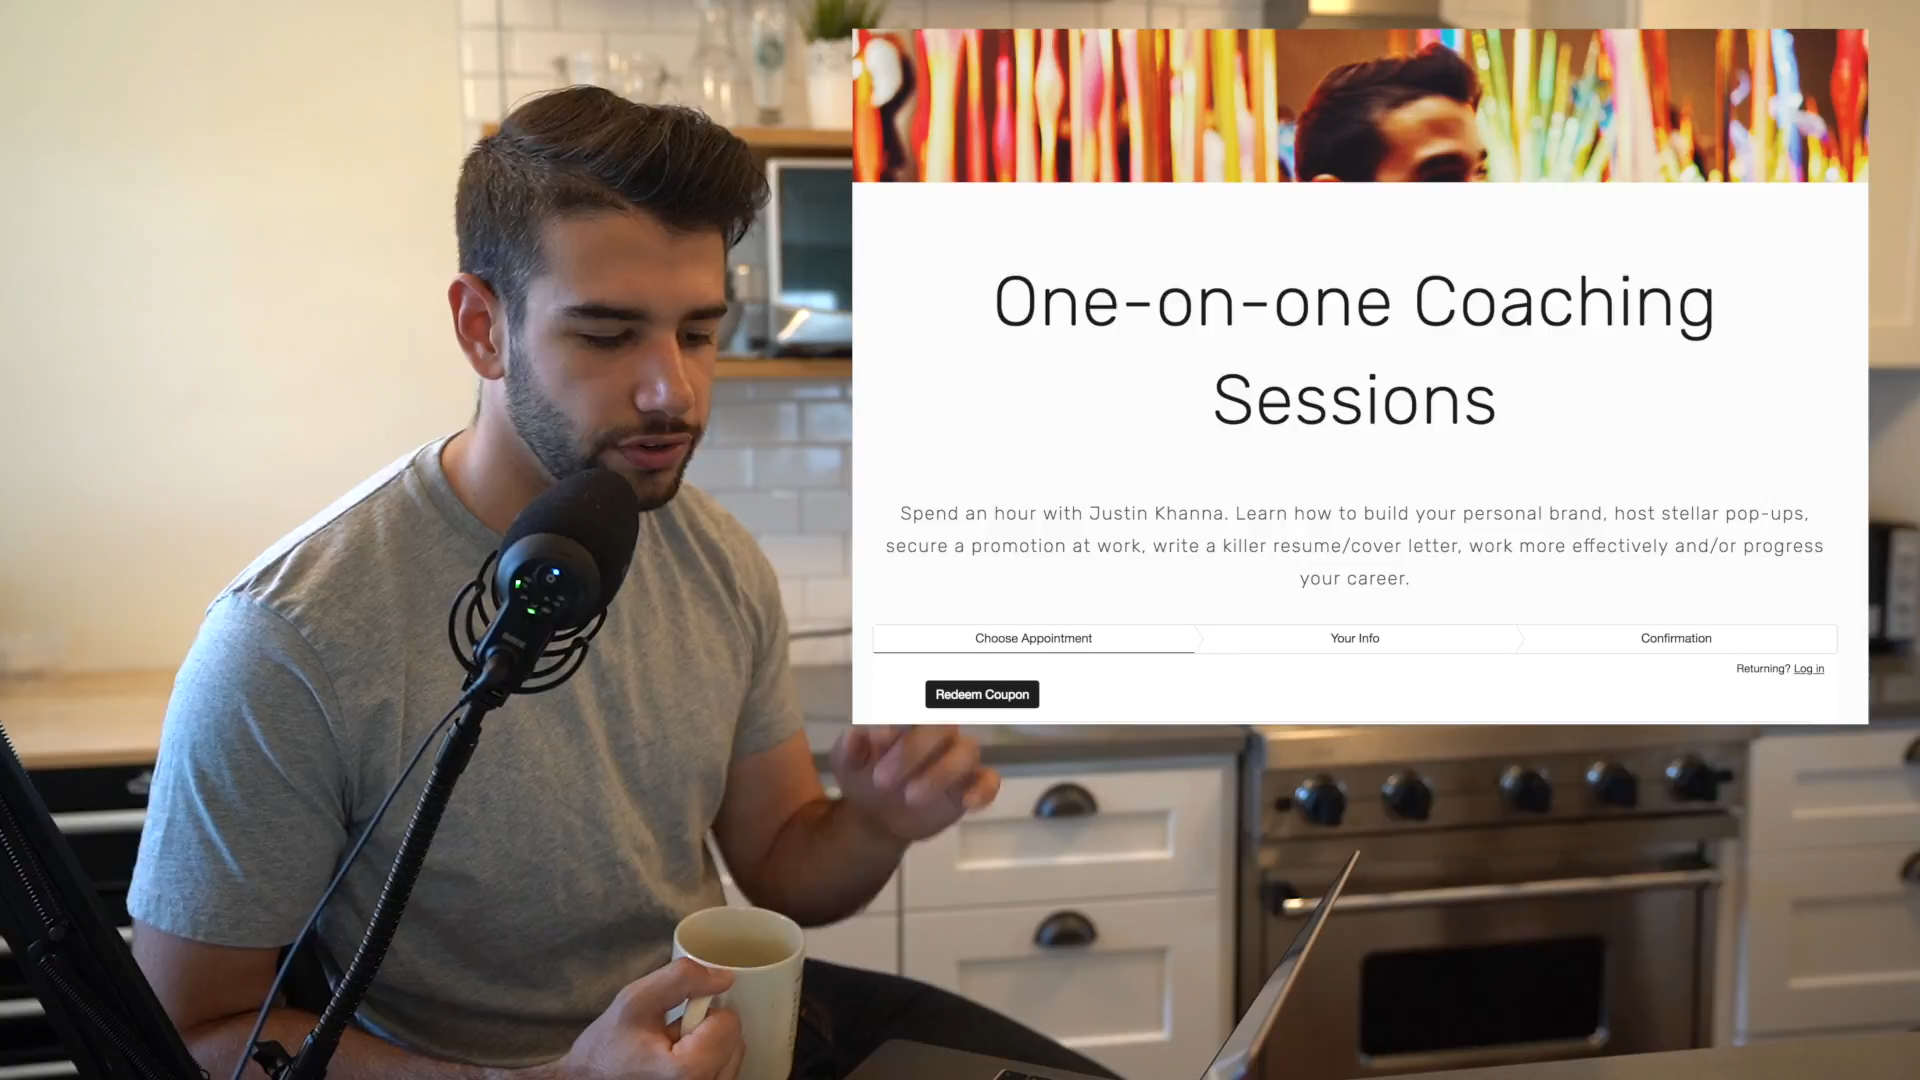 One-on-one Coaching
Sessions
Spend an hour with Justin Khanna. Learn how to build your personal brand, host stellar pop-ups,
secure a promotion at work, write a killer resume/cover letter, work more effectively and/or progress
your career.
Choose Appointment
Your Info
Confirmation
Returning? Log in
Redeem Coupon